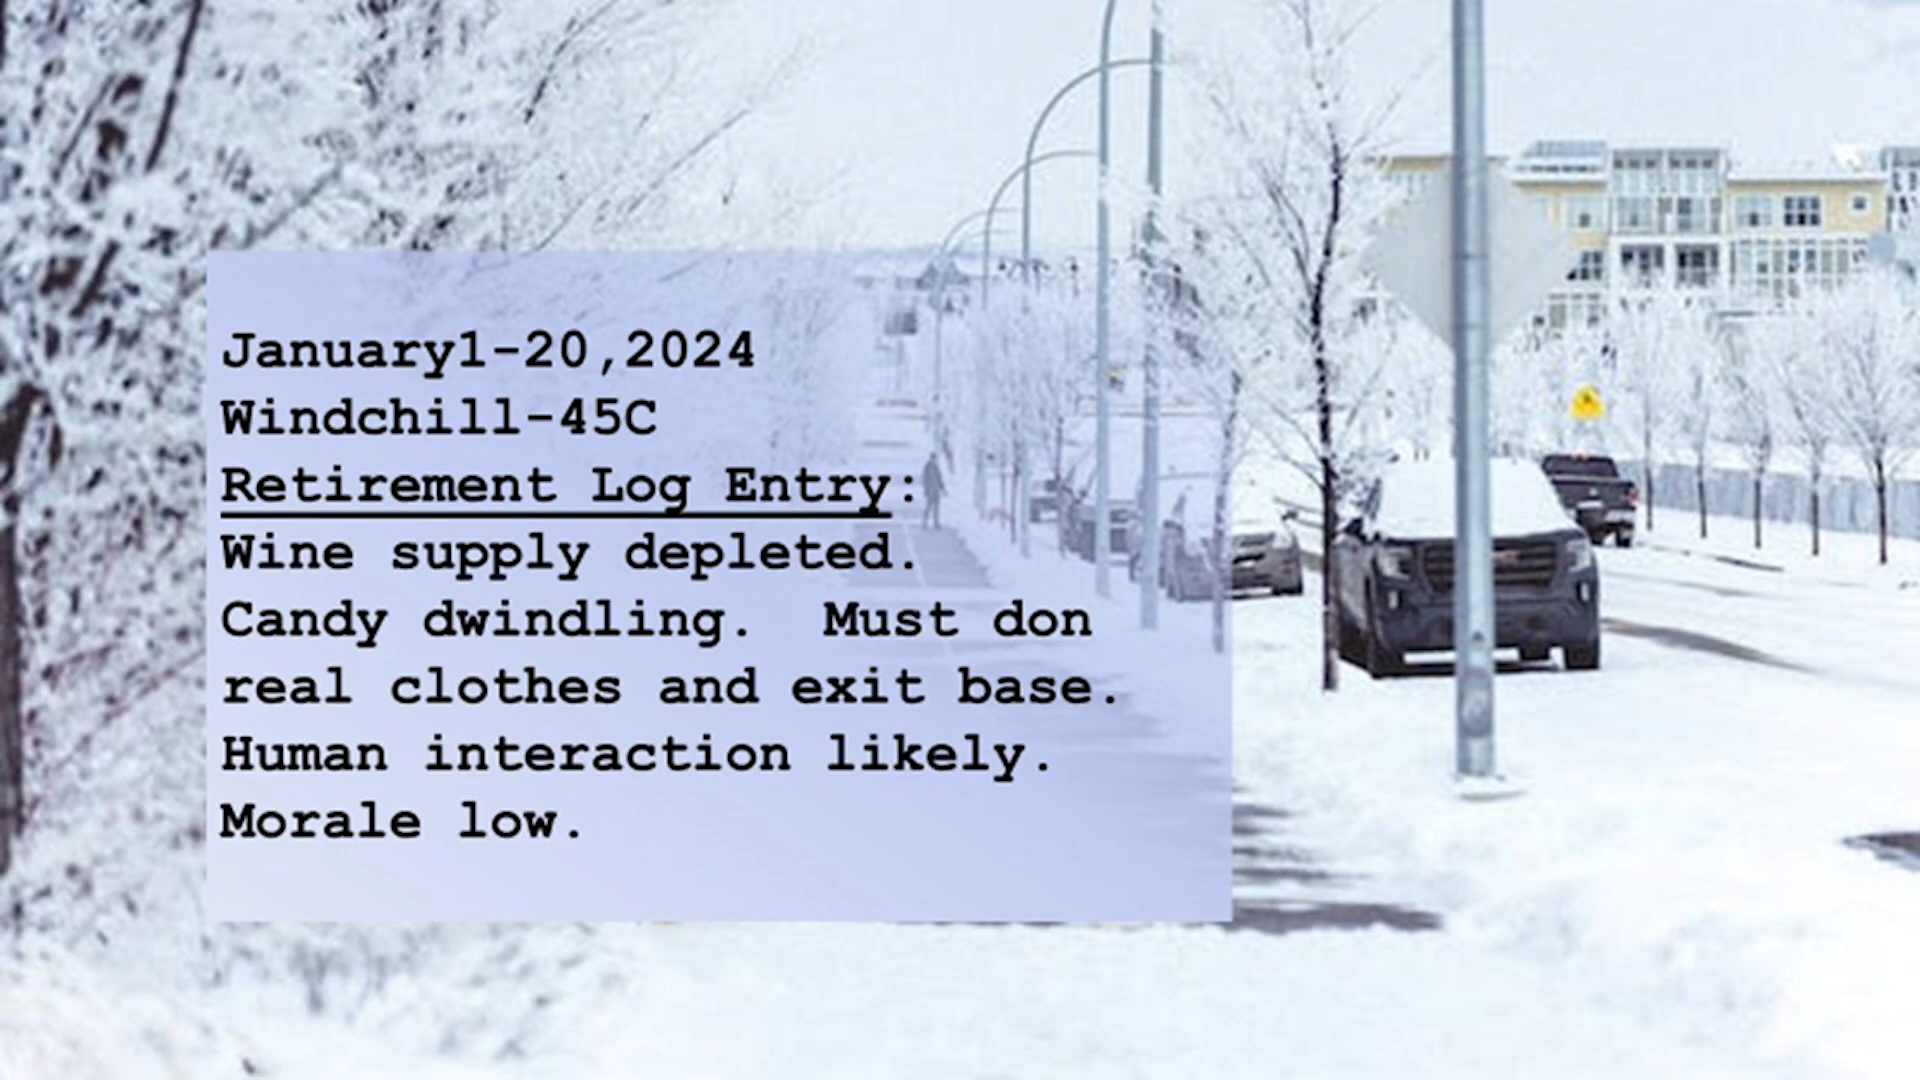 January1-20,2024
Windchill-45C
Retirement Log Entry:
Wine supply depleted.
Candy dwindling.  Must don
real clothes and exit base.
Human interaction likely.
Morale low.